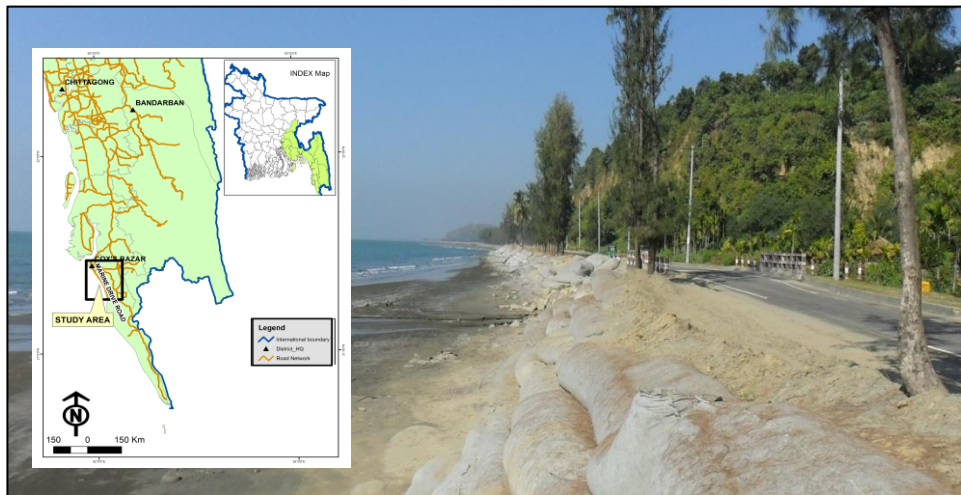 INDEX Map
CHITTAGONG
BANDARBAN
COX'S BAZAR
MARINE DRIVE ROAD
STUDY AREA
Legend
International boundary
District_HG
Road Network
N
150 0 150 Km